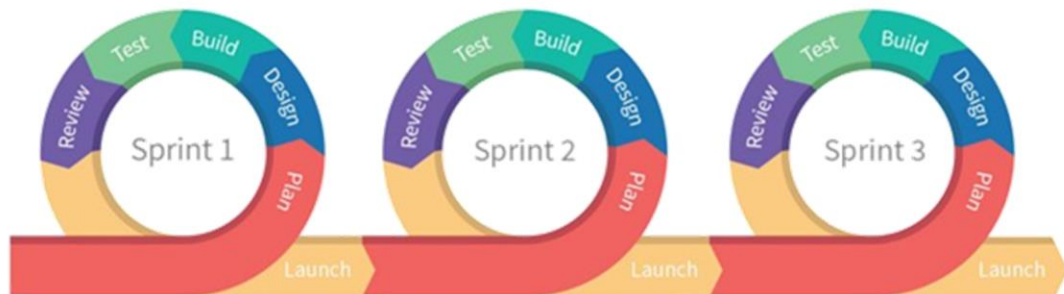 Test
Build
Review
Design
Sprint 1
Plan
Launch
Test
Build
Review
Design
Sprint 2
Plan
Launch
Test
Build
Review
Design
Sprint 3
Plan
Launch